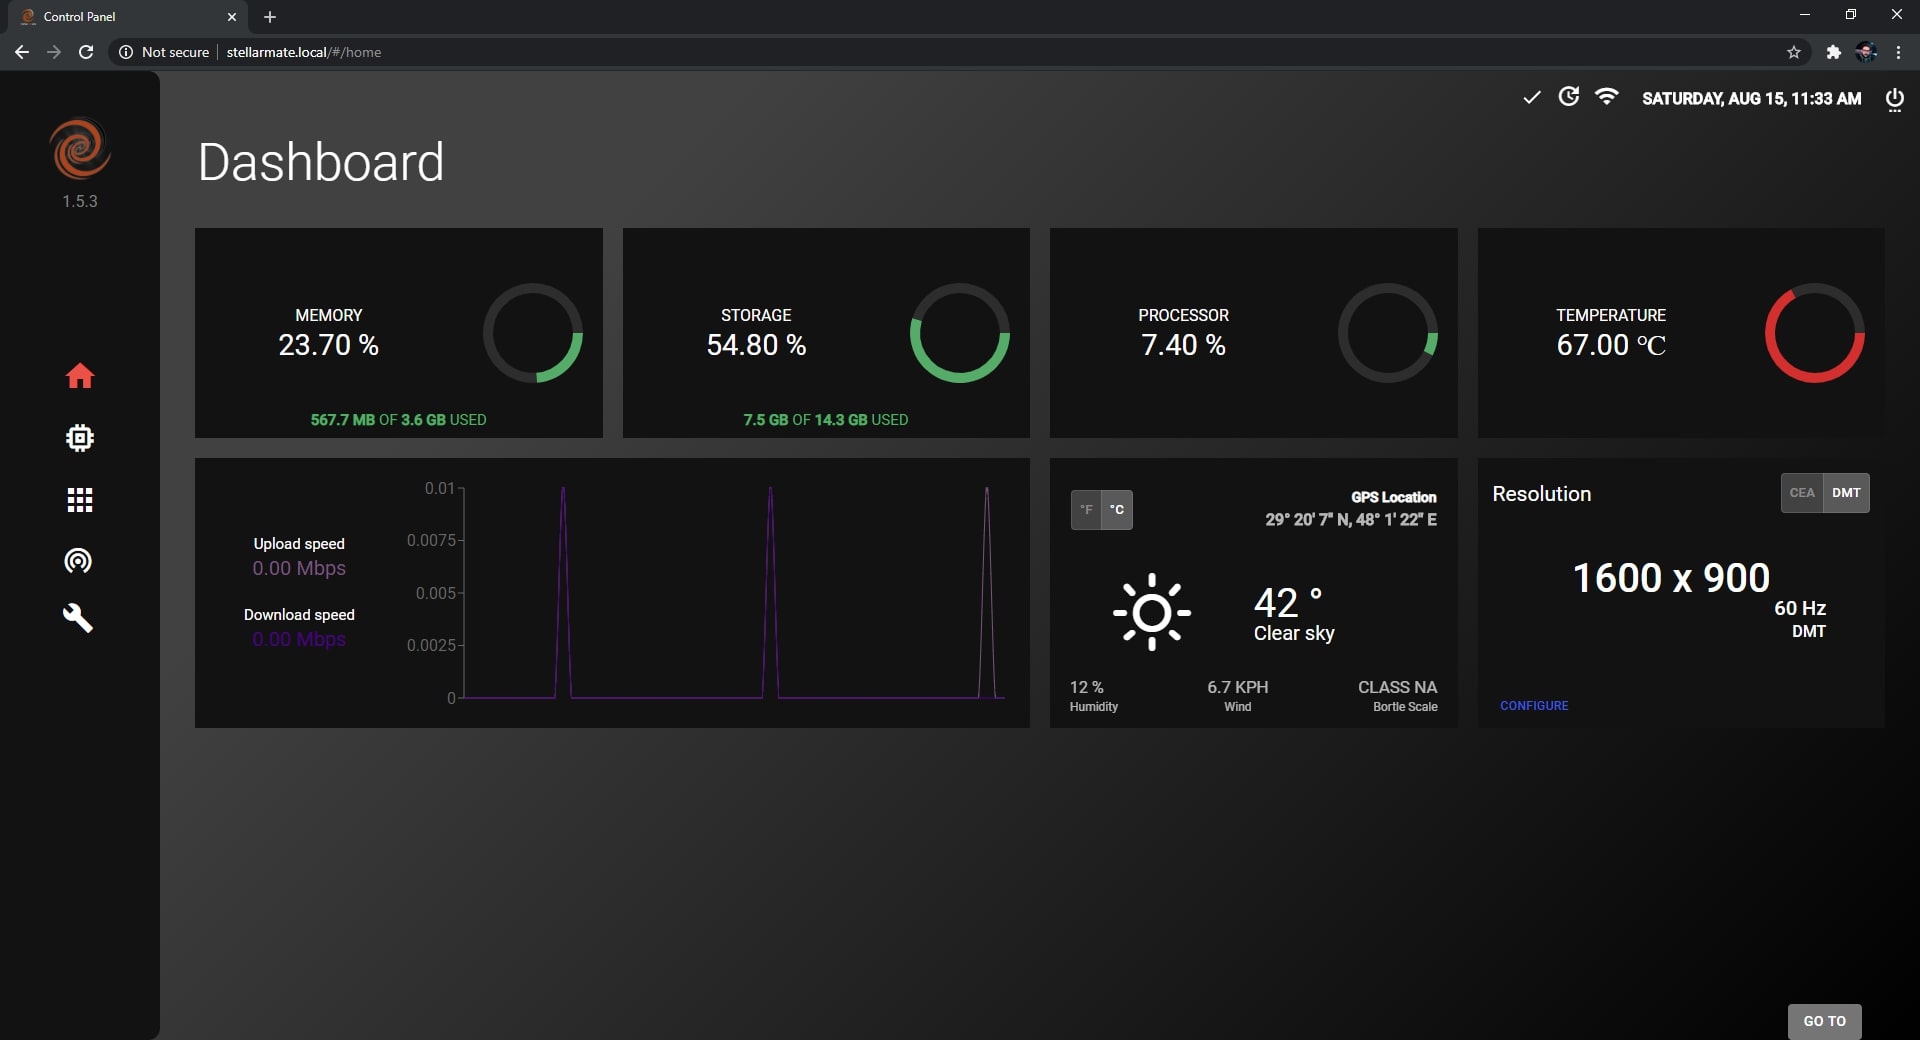 Control Panel
Not secure
stellarmate.local/#/home
SATURDAY, AUG 15, 11:33 AM
1.5.3
Dashboard
MEMORY
23.70 %
567.7 MB OF 3.6 GB USED
STORAGE
54.80 %
7.5 GB OF 14.3 GB USED
PROCESSOR
7.40 %
TEMPERATURE
67.00 °C
Upload speed
0.00 Mbps
Download speed
0.00 Mbps
0.01
0.0075
0.005
0.0025
0
°F °C
GPS Location
29° 20' 7" N, 48° 1' 22" E
42 °
Clear sky
12 %
Humidity
6.7 KPH
Wind
CLASS NA
Bortle Scale
Resolution
CEA DMT
1600 x 900
60 Hz
DMT
CONFIGURE
GO TO